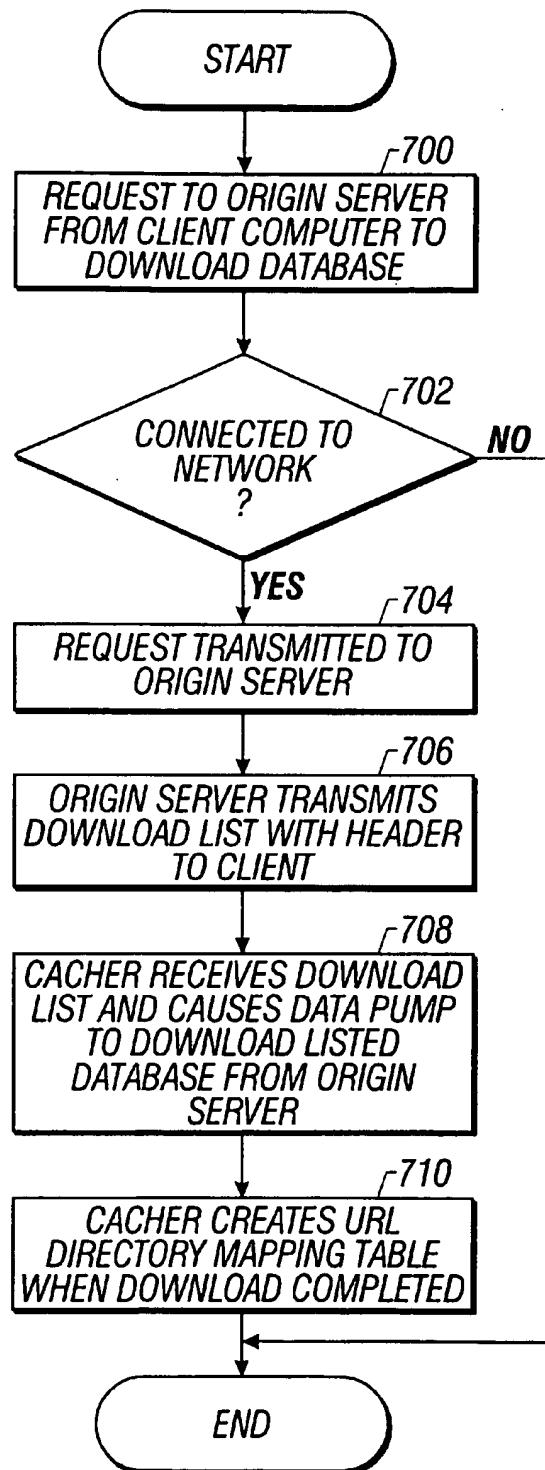 START
700
REQUEST TO ORIGIN SERVER
FROM CLIENT COMPUTER TO
DOWNLOAD DATABASE
702
CONNECTED TO
NETWORK
?
NO
YES
704
REQUEST TRANSMITTED TO
ORIGIN SERVER
706
ORIGIN SERVER TRANSMITS
DOWNLOAD LIST WITH HEADER
TO CLIENT
708
CACHER RECEIVES DOWNLOAD
LIST AND CAUSES DATA PUMP
TO DOWNLOAD LISTED
DATABASE FROM ORIGIN
SERVER
710
CACHER CREATES URL
DIRECTORY MAPPING TABLE
WHEN DOWNLOAD COMPLETED
END